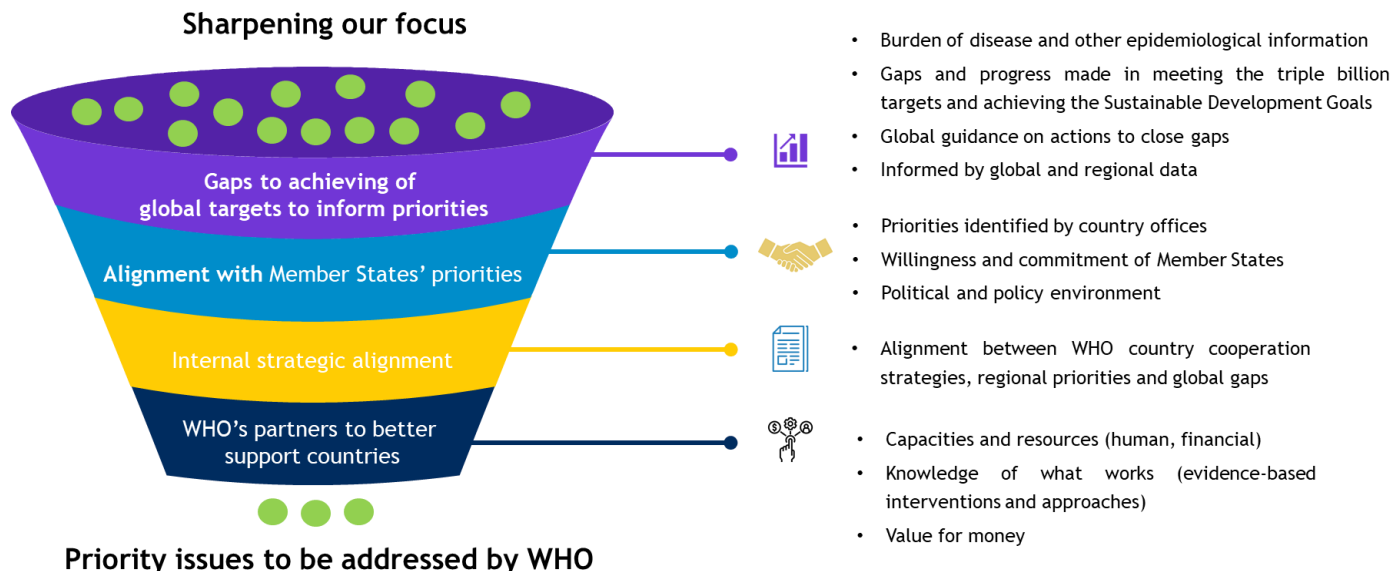 Sharpening our focus
Gaps to achieving of
global targets to inform priorities
Alignment with Member States’ priorities
Internal strategic alignment
WHO’s partners to better
support countries
Priority issues to be addressed by WHO
• Burden of disease and other epidemiological information
• Gaps and progress made in meeting the triple billion
targets and achieving the Sustainable Development Goals
• Global guidance on actions to close gaps
• Informed by global and regional data
• Priorities identified by country offices
• Willingness and commitment of Member States
• Political and policy environment
• Alignment between WHO country cooperation
strategies, regional priorities and global gaps
• Capacities and resources (human, financial)
• Knowledge of what works (evidence-based
interventions and approaches)
• Value for money